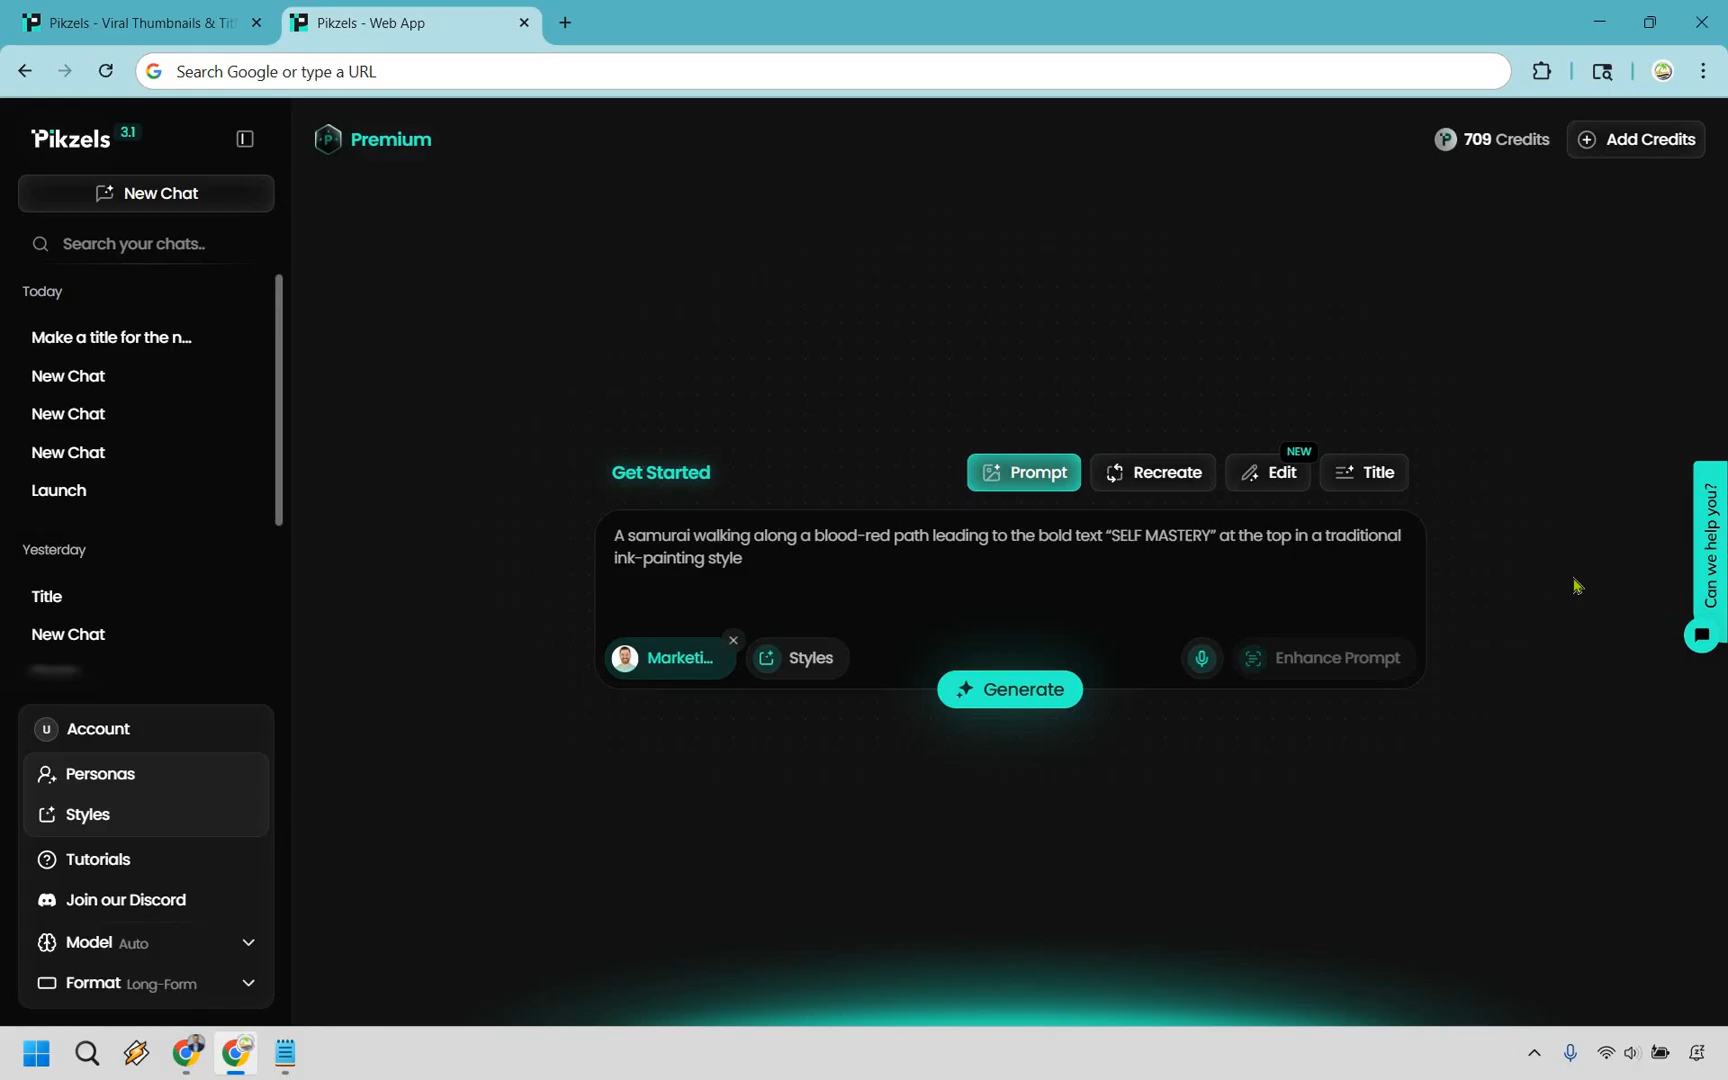 Pikzels - Viral Thumbnails & Tit
Pikzels - Web App
Search Google or type a URL
Pikzels 3.1
Premium
709 Credits
Add Credits
New Chat
Search your chats..
Today
Make a title for the n...
New Chat
New Chat
New Chat
Launch
Yesterday
Title
New Chat
Account
Personas
Styles
Tutorials
Join our Discord
Model Auto
Format Long-Form
Get Started
Prompt
Recreate
NEW
Edit
Title
A samurai walking along a blood-red path leading to the bold text “SELF MASTERY” at the top in a traditional
ink-painting style
Marketi...
Styles
Enhance Prompt
Generate
Can we help you?